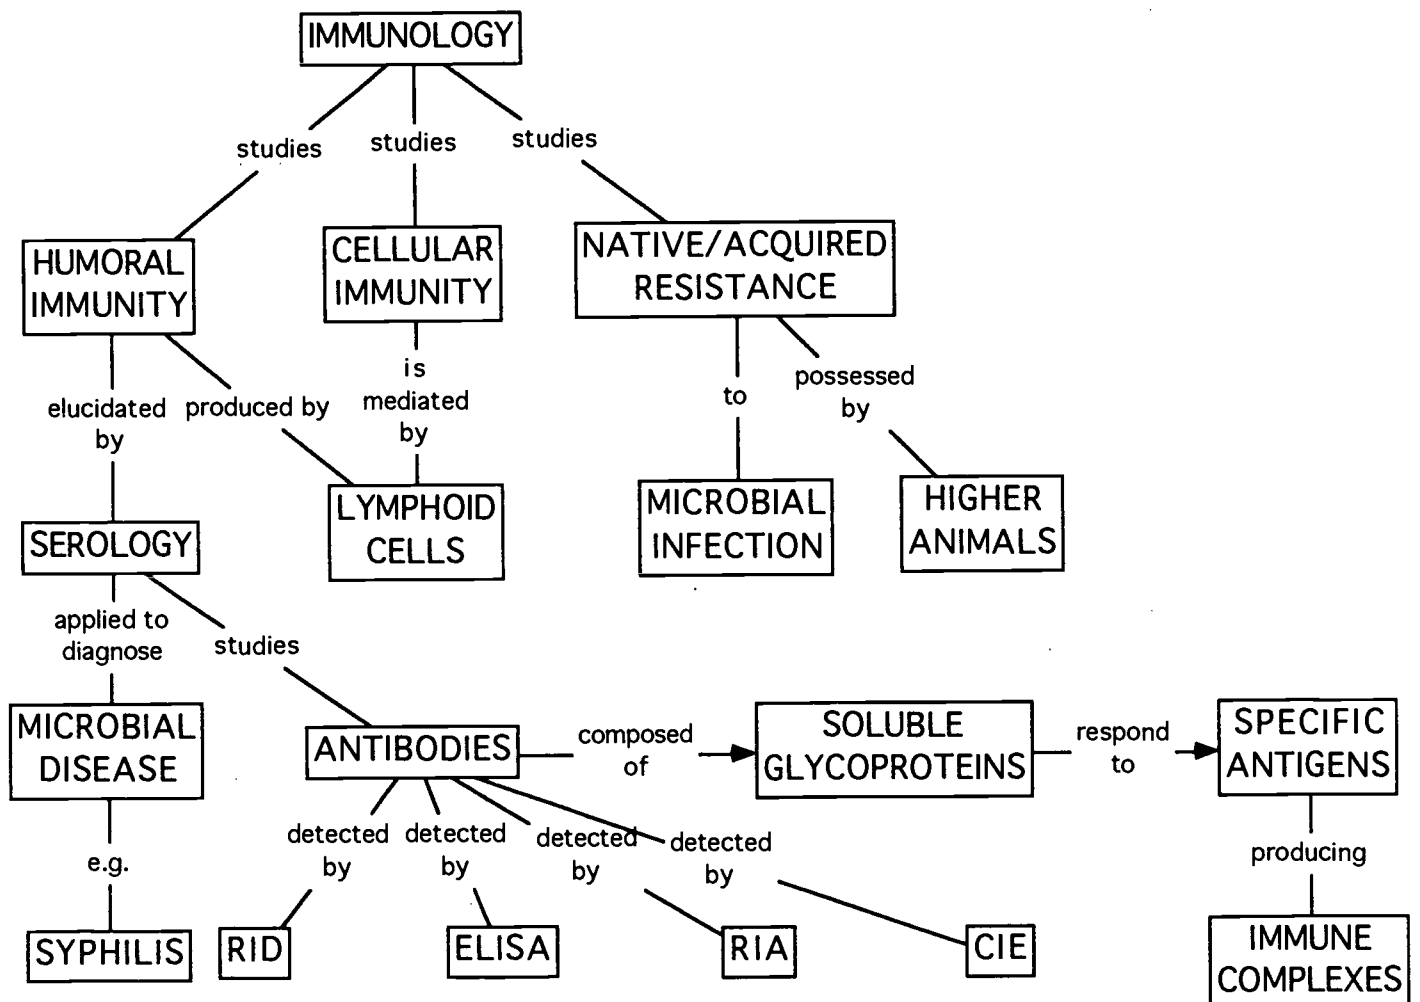 IMMUNOLOGY
studies
studies
studies
HUMORAL
IMMUNITY
CELLULAR
IMMUNITY
NATIVE/ACQUIRED
RESISTANCE
elucidated
by
produced by
is
mediated
by
to
possessed
by
SEROLOGY
LYMPHOID
CELLS
MICROBIAL
INFECTION
HIGHER
ANIMALS
applied to
diagnose
studies
MICROBIAL
DISEASE
ANTIBODIES
composed
of
SOLUBLE
GLYCOPROTEINS
respond
to
SPECIFIC
ANTIGENS
e.g.
detected
by
detected
by
detected
by
detected
by
producing
SYPHILIS
RID
ELISA
RIA
CIE
IMMUNE
COMPLEXES